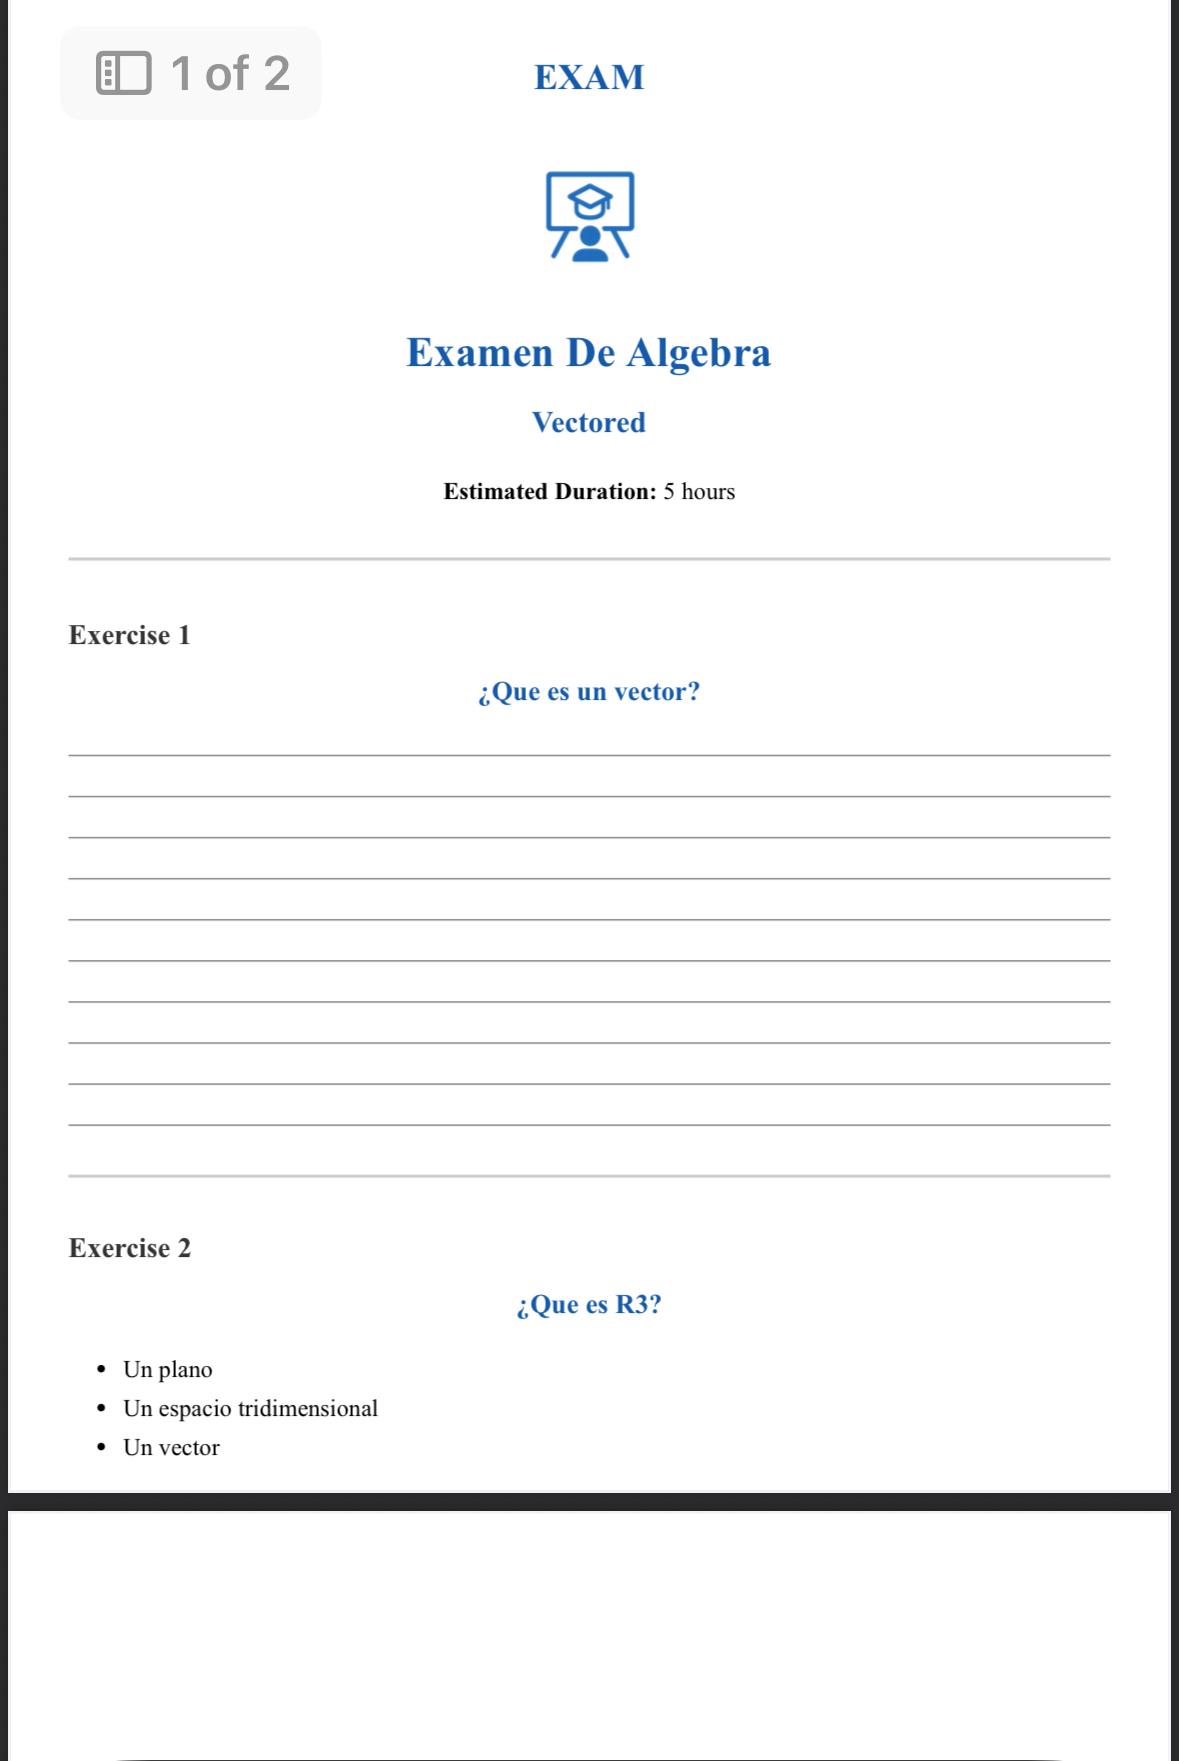 1 of 2
EXAM
Examen De Algebra
Vectored
Estimated Duration: 5 hours
Exercise 1
¿Que es un vector?
Exercise 2
¿Que es R3?
• Un plano
• Un espacio tridimensional
• Un vector